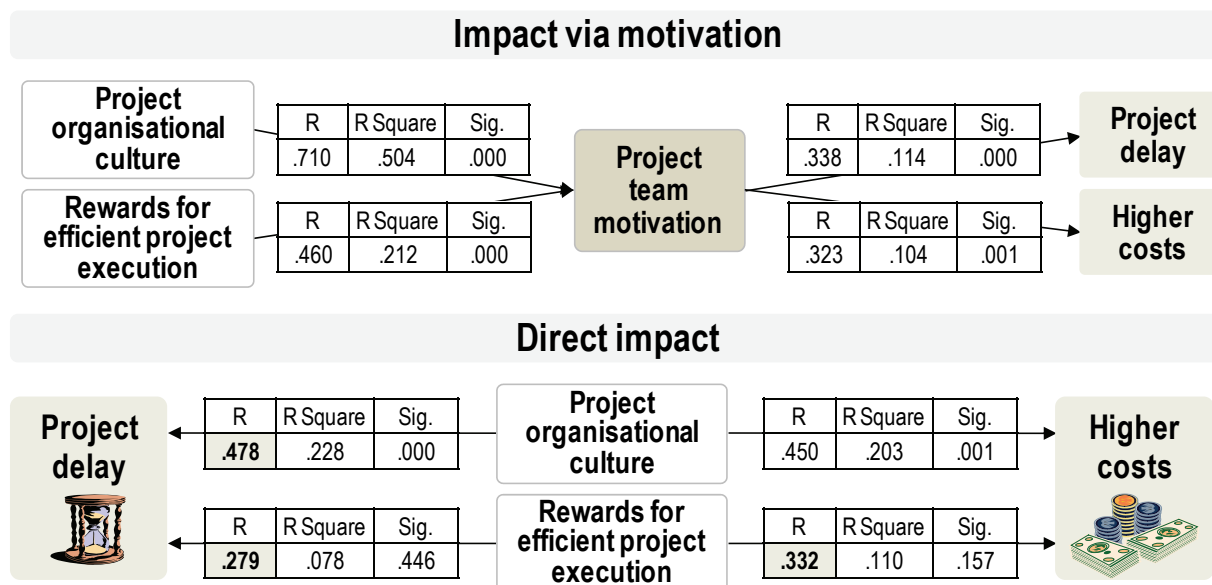 Impact via motivation
Project
organisational
culture
R R Square Sig.
.710 .504 .000
Rewards for
efficient project
execution
R R Square Sig.
.460 .212 .000
Project
team
motivation
R R Square Sig.
.338 .114 .000
Project
delay
R R Square Sig.
.323 .104 .001
Higher
costs
Direct impact
Project
delay
R R Square Sig.
.478 .228 .000
Project
organisational
culture
R R Square Sig.
.450 .203 .001
Higher
costs
R R Square Sig.
.279 .078 .446
Rewards for
efficient project
execution
R R Square Sig.
.332 .110 .157